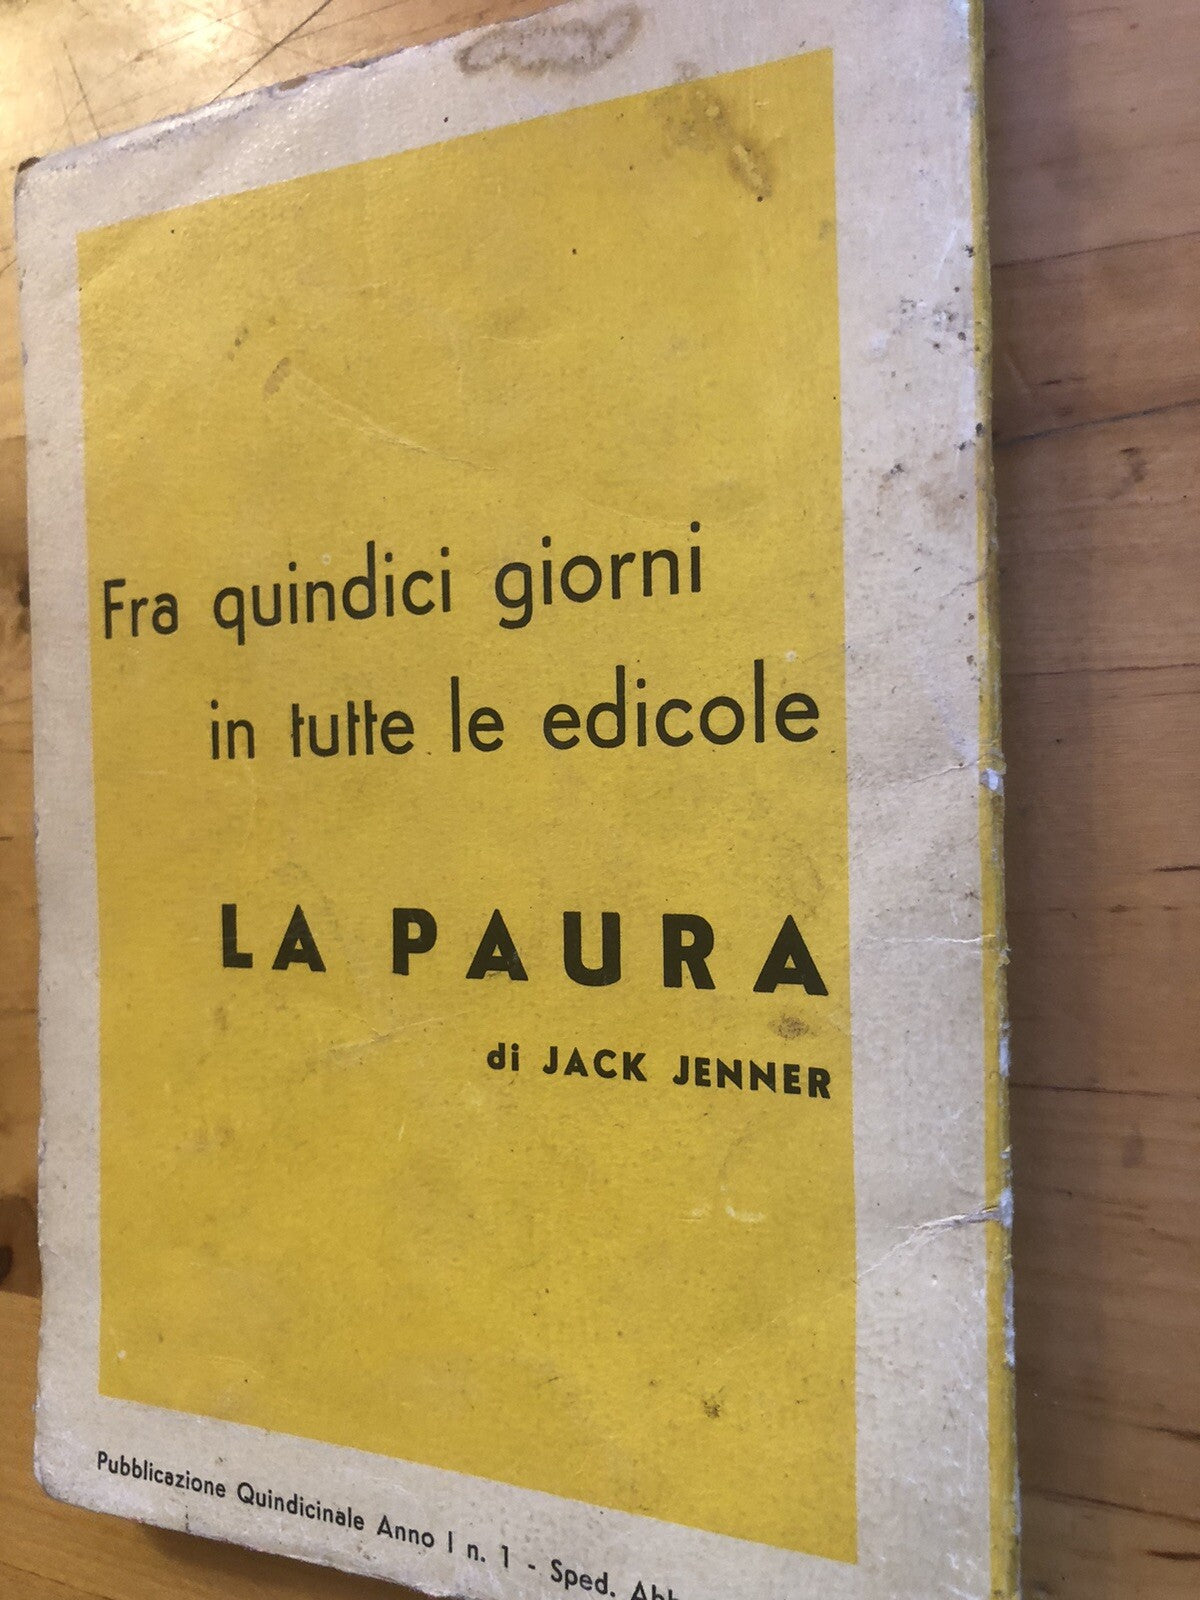 Fra quindici giorni
in tutte le edicole
LA PAURA
di JACK JENNER
Pubblicazione Quindicinale Anno I n. 1 - Sped.